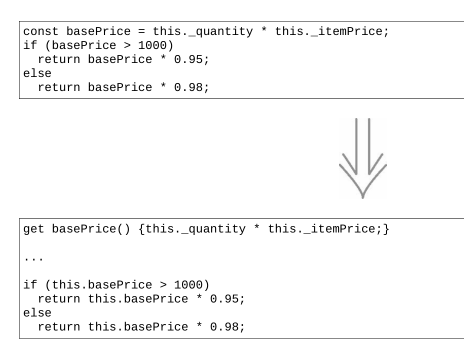 const basePrice = this._quantity * this._itemPrice;
if (basePrice > 1000)
  return basePrice * 0.95;
else
  return basePrice * 0.98;
get basePrice() {this._quantity * this._itemPrice;}
...
if (this.basePrice > 1000)
  return this.basePrice * 0.95;
else
  return this.basePrice * 0.98;